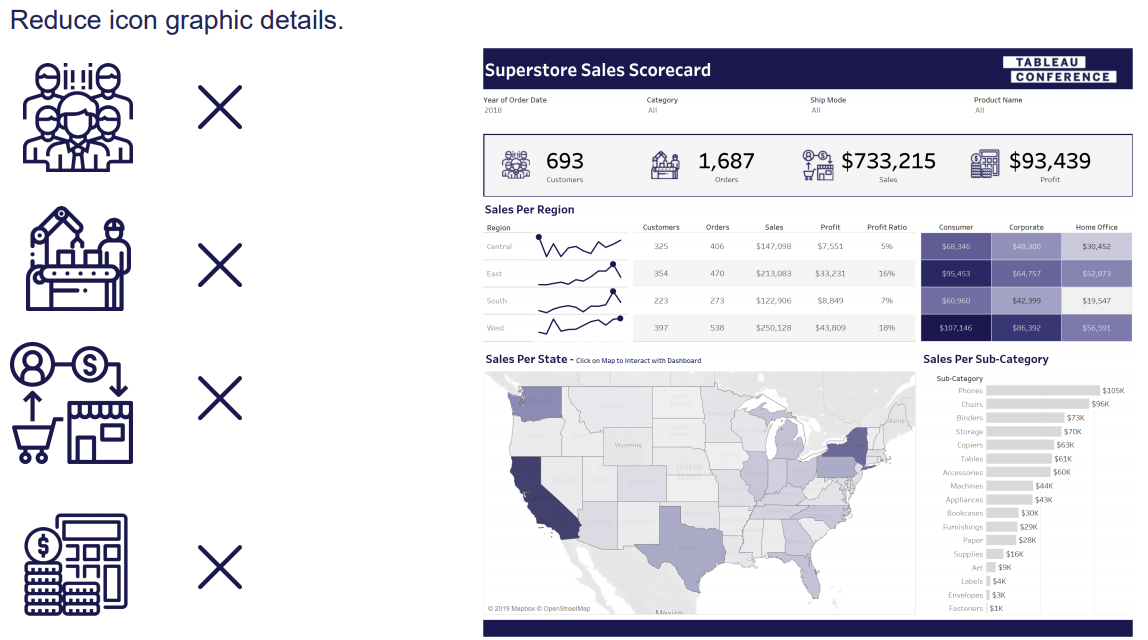 Reduce icon graphic details.
Superstore Sales Scorecard
TABLEAU
CONFERENCE
Year of Order Date
2018
Category
All
Ship Mode
All
Product Name
All
693
Customers
1,687
Orders
$733,215
Sales
$93,439
Profit
Sales Per Region
Region Customers Orders Sales Profit Profit Ratio Consumer Corporate Home Office
Central 325 406 $147,098 $7,551 5% $68,346 $48,300 $30,452
East 354 470 $213,083 $33,231 16% $95,453 $64,757 $52,873
South 223 273 $122,906 $8,849 7% $60,960 $42,399 $19,547
West 397 538 $250,128 $43,809 18% $107,146 $86,392 $56,591
Sales Per State - Click on Map to Interact with Dashboard
Maine
Wyoming
United
States
Mexico
© 2019 Mapbox © OpenStreetMap
Sales Per Sub-Category
Sub-Category
Phones $105K
Chairs $96K
Binders $73K
Storage $70K
Copiers $63K
Tables $61K
Accessories $60K
Machines $44K
Appliances $43K
Bookcases $30K
Furnishings $29K
Paper $28K
Supplies $16K
Art $9K
Labels $4K
Envelopes $3K
Fasteners $1K